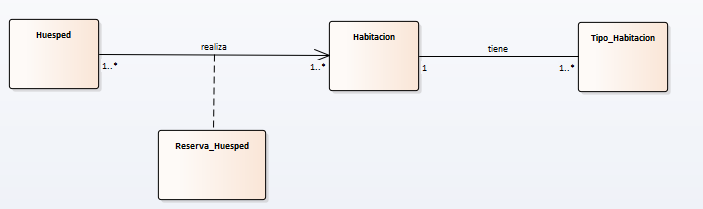 Huesped
realiza
Habitacion
tiene
Tipo_Habitacion
1..*
1..*
1
1..*
Reserva_Huesped